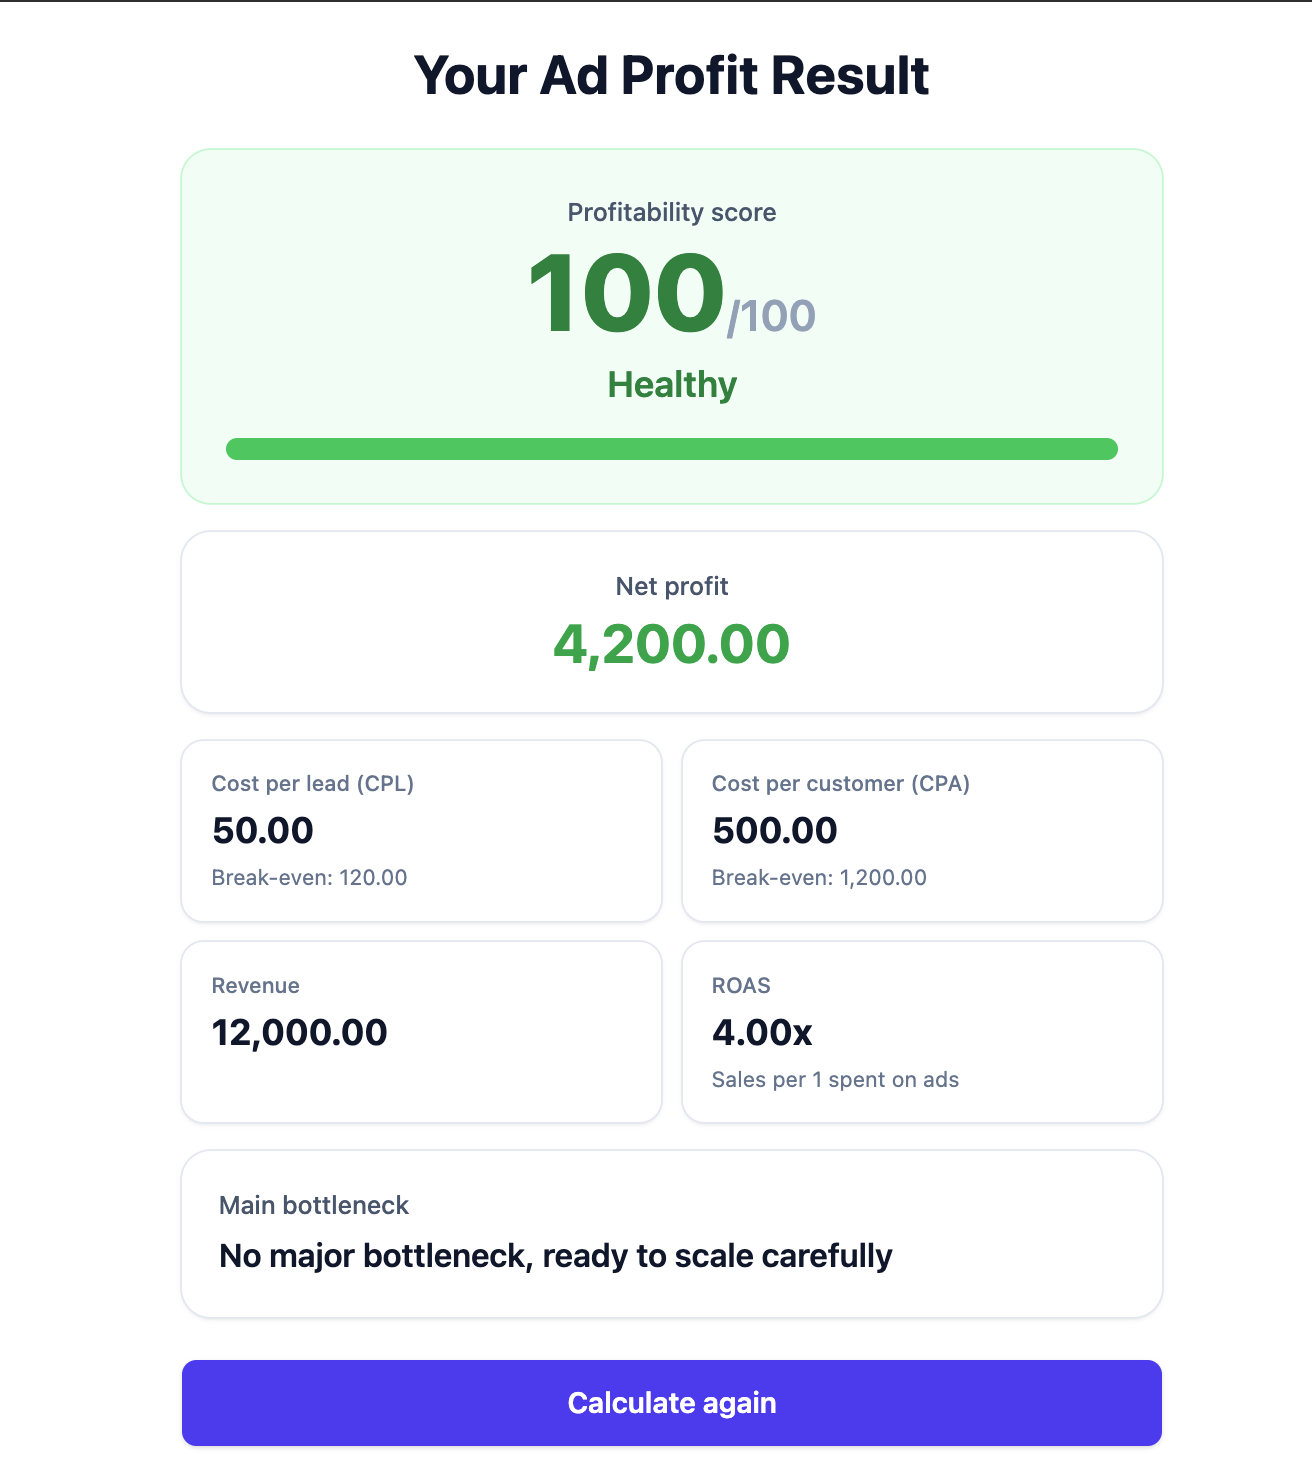 Your Ad Profit Result
Profitability score
100/100
Healthy
Net profit
4,200.00
Cost per lead (CPL)
50.00
Break-even: 120.00
Cost per customer (CPA)
500.00
Break-even: 1,200.00
Revenue
12,000.00
ROAS
4.00x
Sales per 1 spent on ads
Main bottleneck
No major bottleneck, ready to scale carefully
Calculate again